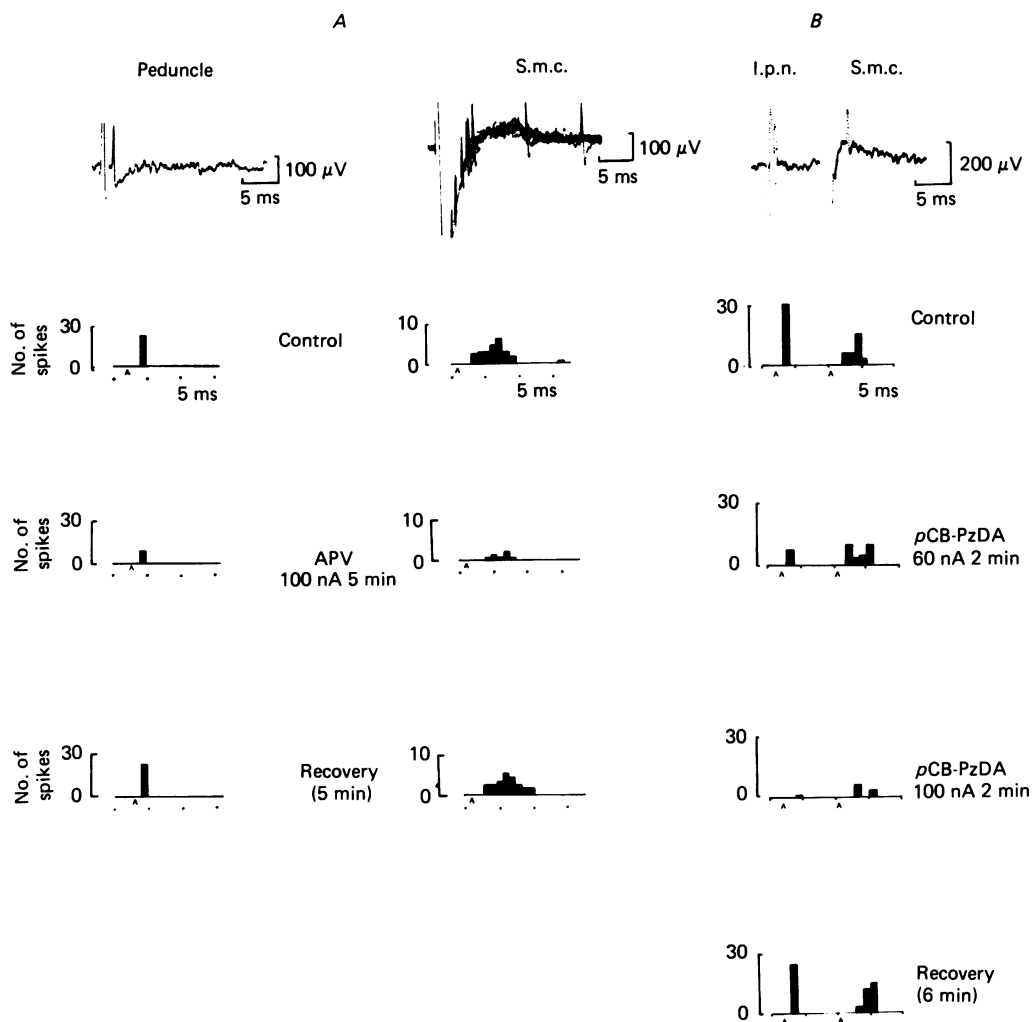 A
B
Peduncle
S.m.c.
I.p.n.
S.m.c.
100 μV
5 ms
100 μV
5 ms
200 μV
5 ms
No. of
spikes
30
0
5 ms
Control
10
0
5 ms
30
0
5 ms
Control
No. of
spikes
30
0
APV
100 nA 5 min
10
0
30
0
pCB-PzDA
60 nA 2 min
No. of
spikes
30
0
Recovery
(5 min)
10
0
30
0
pCB-PzDA
100 nA 2 min
30
0
Recovery
(6 min)